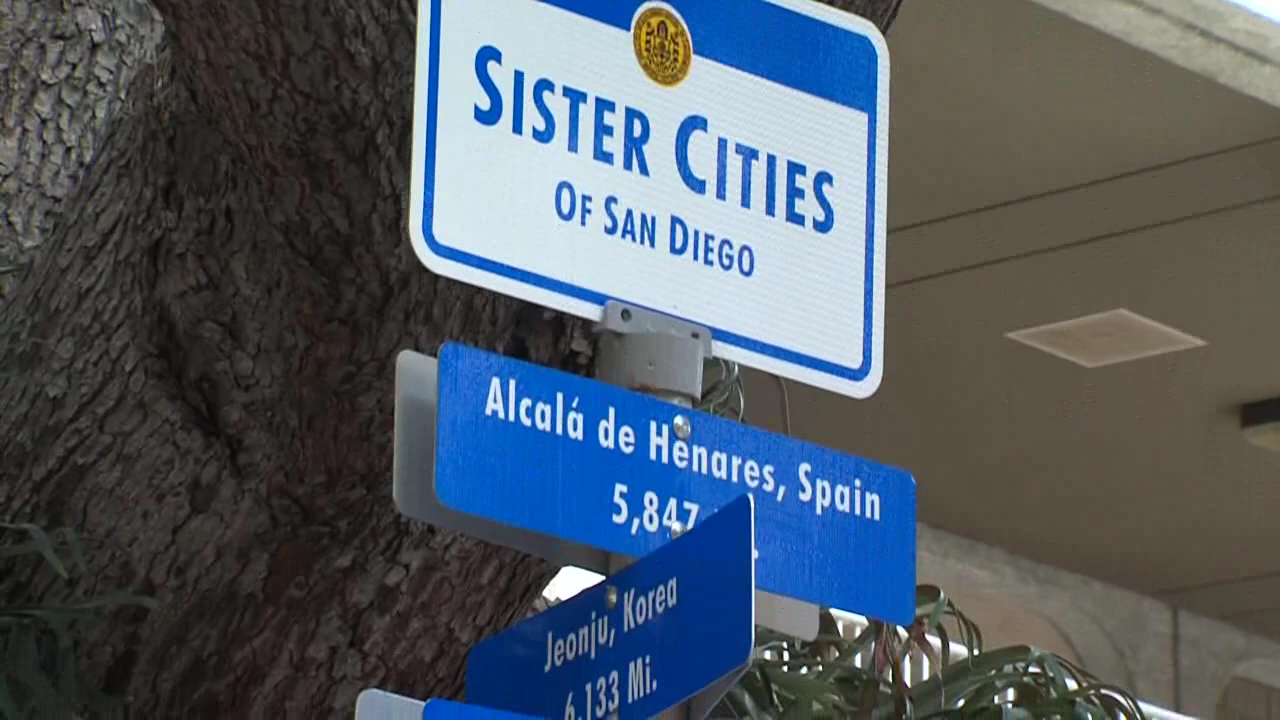 SISTER CITIES
OF SAN DIEGO
Alcalá de Henares, Spain
5,847
Jeonju, Korea
6,133 Mi.